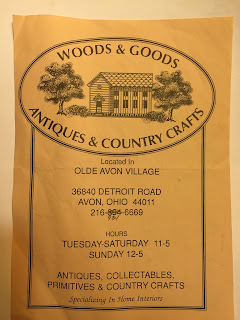 WOODS & GOODS
ANTIQUES & COUNTRY CRAFTS
Located In
OLDE AVON VILLAGE
36840 DETROIT ROAD
AVON, OHIO 44011
216-6669
HOURS
TUESDAY-SATURDAY 11-5
SUNDAY 12-5
ANTIQUES, COLLECTABLES,
PRIMITIVES & COUNTRY CRAFTS
Specializing In Home Interiors